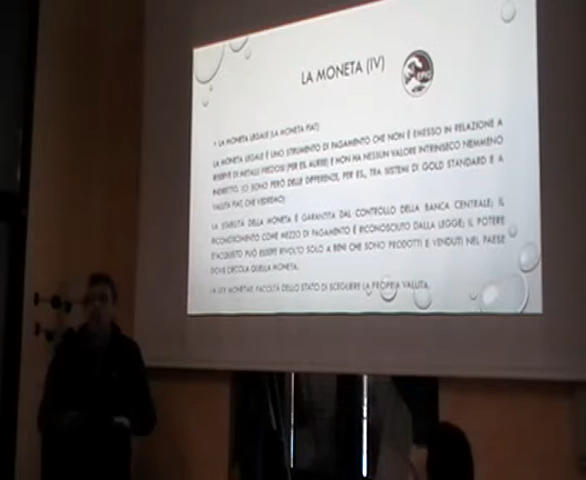 LA MONETA (IV)
• LA MONETA LEGALE (LA MONETA FIAT)
LA MONETA LEGALE È UNO STRUMENTO DI PAGAMENTO CHE NON È EMESSO IN RELAZIONE A
RISERVE DI METALLI PREZIOSI (PER ES. AUREE) E NON HA NESSUN VALORE INTRINSECO NEMMENO
INDIRETTO. (CI SONO PERÒ DELLE DIFFERENZE, PER ES., TRA SISTEMI DI GOLD STANDARD E A
VALUTA FIAT, CHE VEDREMO)
LA STABILITÀ DELLA MONETA È GARANTITA DAL CONTROLLO DELLA BANCA CENTRALE; IL
RICONOSCIMENTO COME MEZZO DI PAGAMENTO È RICONOSCIUTO DALLA LEGGE; IL POTERE
D'ACQUISTO PUÒ ESSERE RIVOLTO SOLO A BENI CHE SONO PRODOTTI E VENDUTI NEL PAESE
DOVE CIRCOLA QUELLA MONETA.
LA LEX MONETAE: FACOLTÀ DELLO STATO DI SCEGLIERE LA PROPRIA VALUTA.